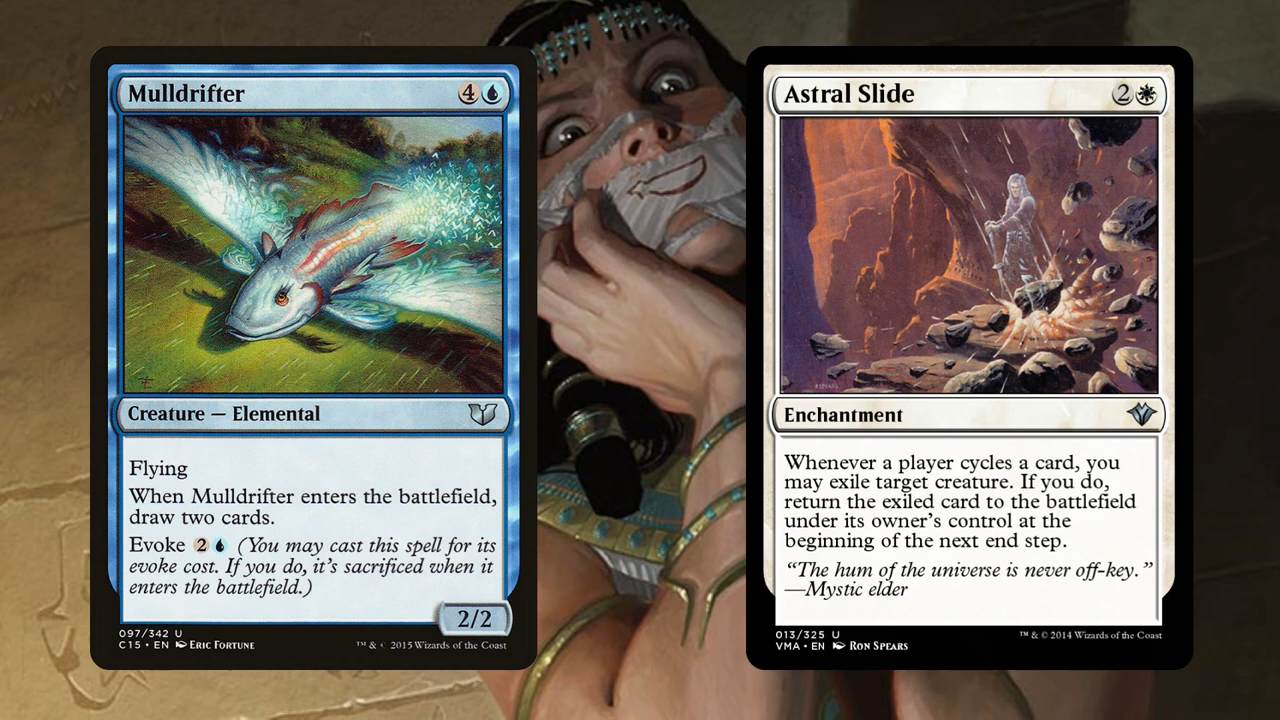 Mulldrifter
4
Creature — Elemental
Flying
When Mulldrifter enters the battlefield,
draw two cards.
Evoke 2 (You may cast this spell for its
evoke cost. If you do, it's sacrificed when it
enters the battlefield.)
2/2
097/342 U
C15 • EN Eric Fortune
™ & © 2015 Wizards of the Coast
Astral Slide
2
Enchantment
Whenever a player cycles a card, you
may exile target creature. If you do,
return the exiled card to the battlefield
under its owner's control at the
beginning of the next end step.
“The hum of the universe is never off-key.”
—Mystic elder
013/325 U
VMA • EN Ron Spears
™ & © 2014 Wizards of the Coast